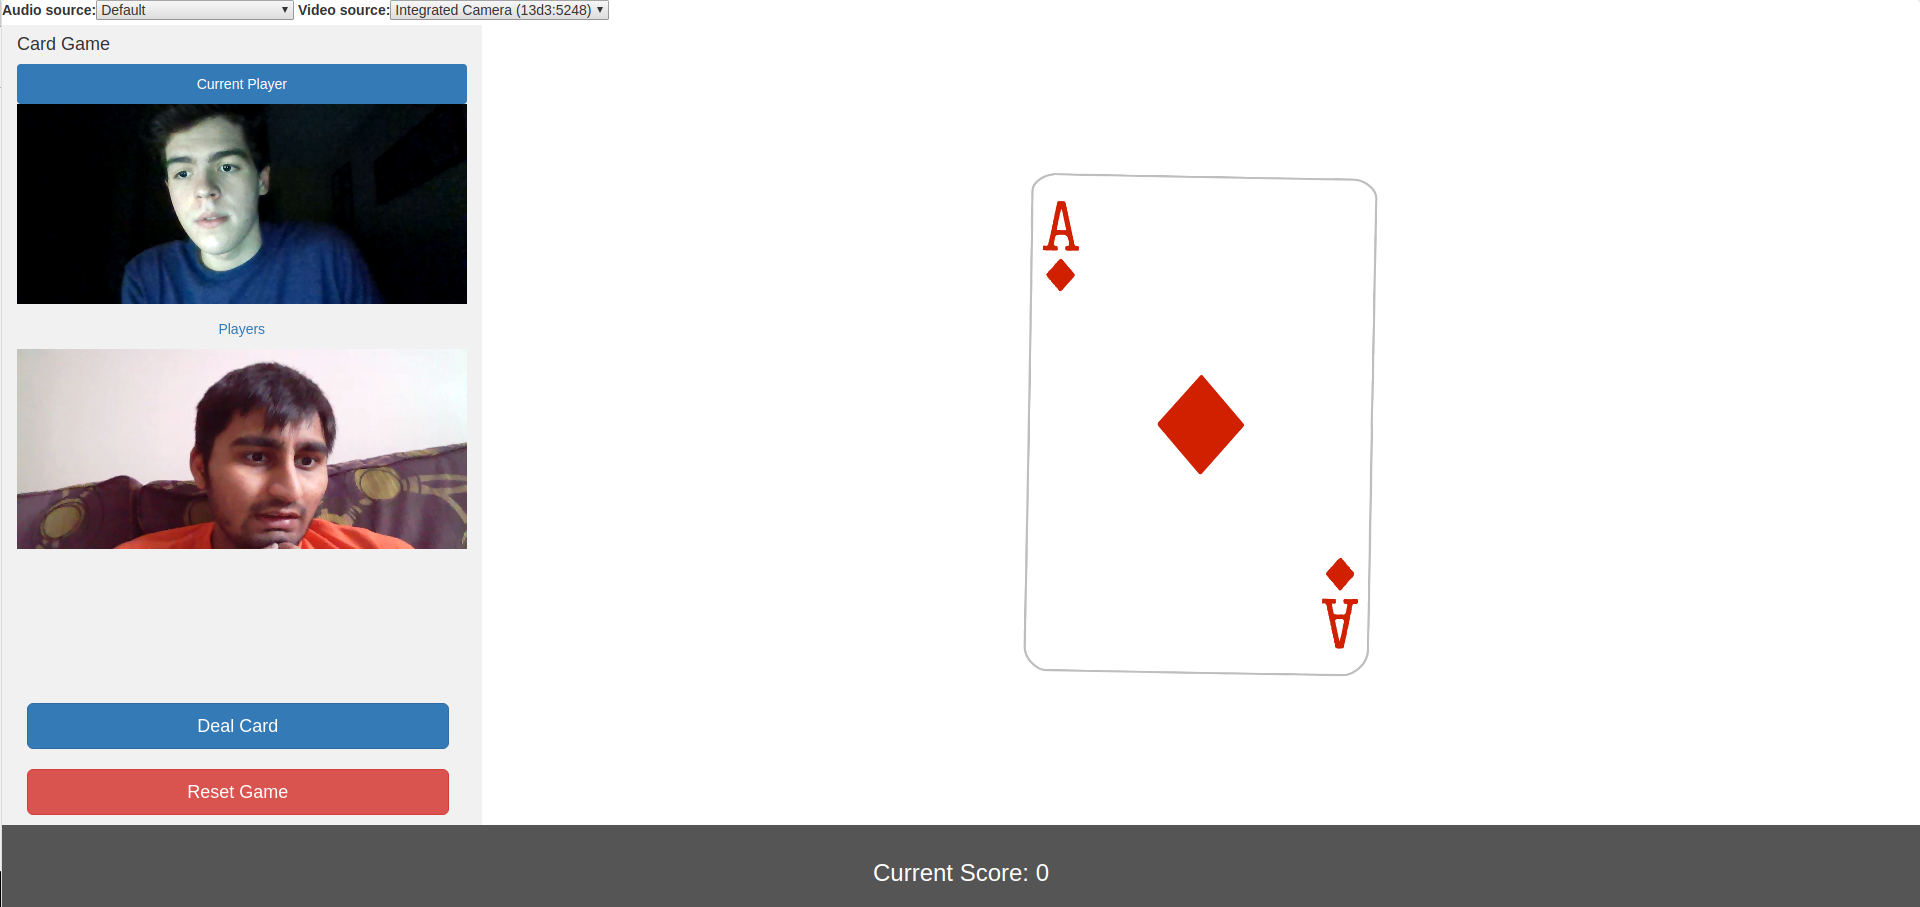 Audio source: Default Video source: Integrated Camera (13d3:5248)
Card Game
Current Player
Players
Deal Card
Reset Game
A
A
Current Score: 0